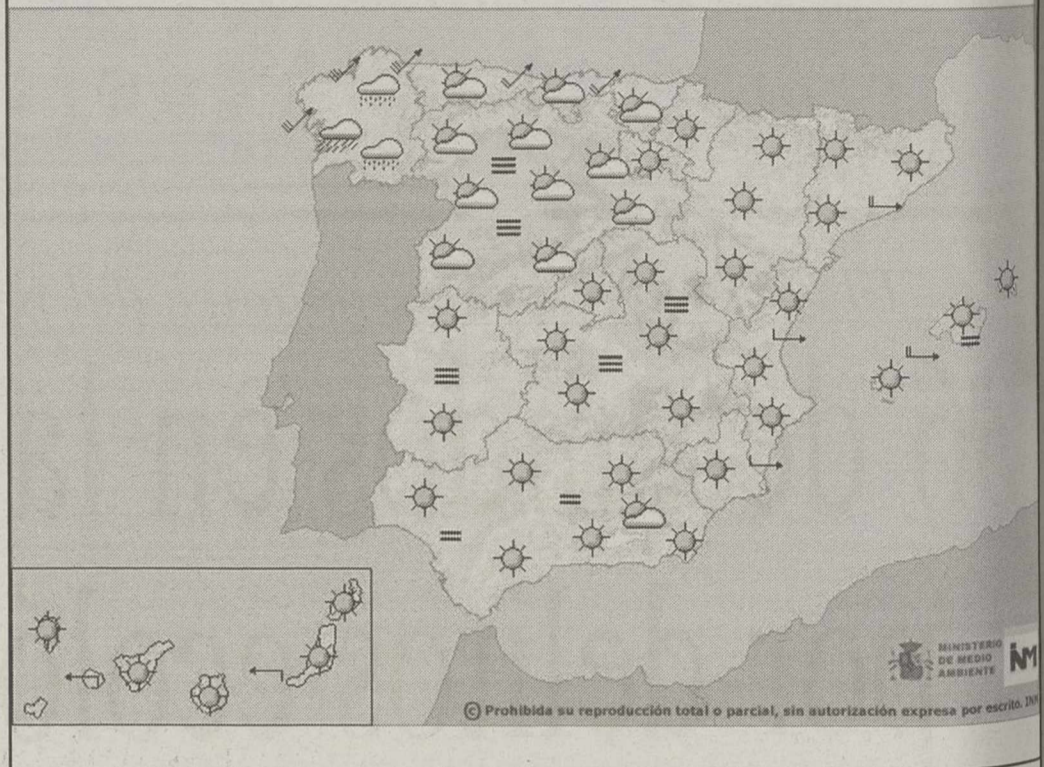 MINISTERIO
DE MEDIO
AMBIENTE
INM
© Prohibida su reproducción total o parcial, sin autorización expresa por escrito. INM